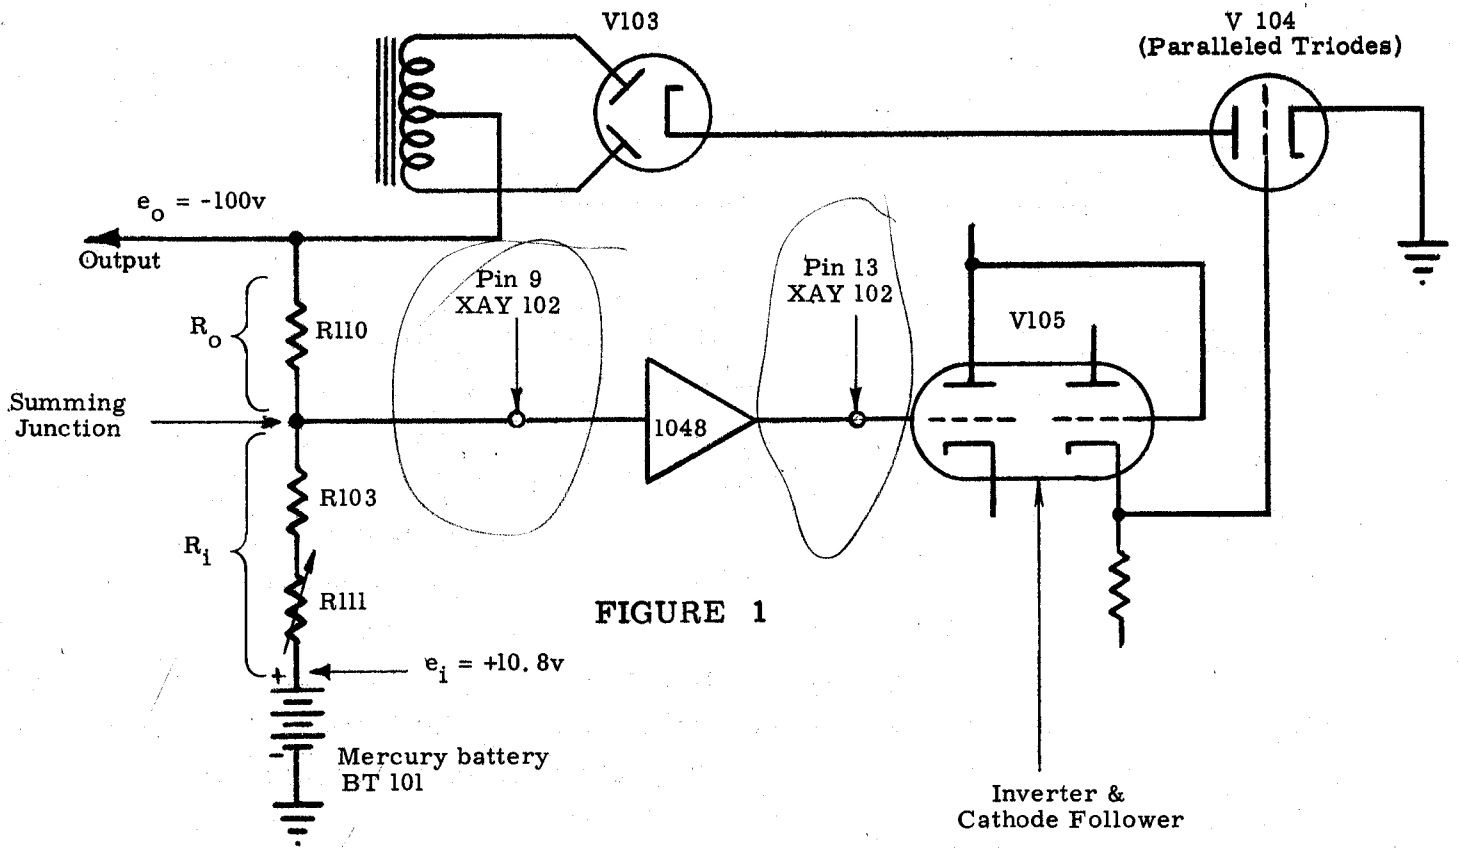 V103
V 104
(Paralleled Triodes)
eo = -100v
Output
Pin 9
XAY 102
Pin 13
XAY 102
Ro
R110
V105
Summing
Junction
1048
R103
Ri
R111
FIGURE 1
+
ei = +10.8v
-
Mercury battery
BT 101
Inverter &
Cathode Follower